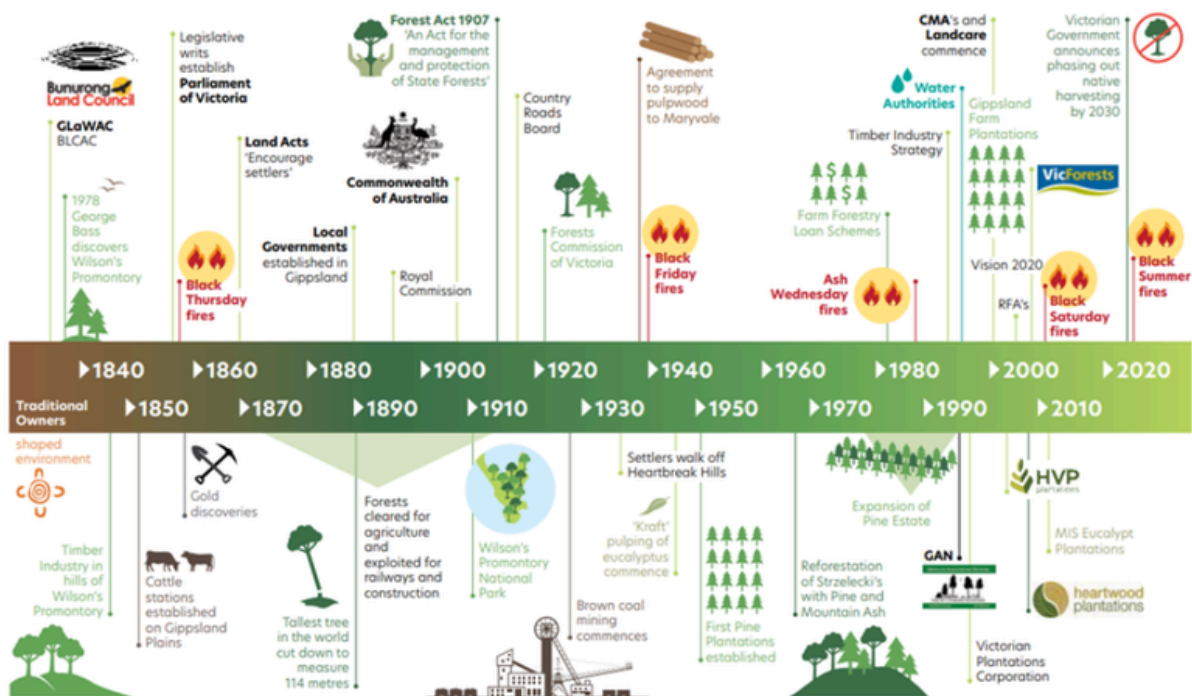 Bunurong
Land Council
GLaWAC
BLCAC
1978
George
Bass
discovers
Wilson's
Promontory
Legislative
writs
establish
Parliament
of Victoria
Black
Thursday
fires
Land Acts
'Encourage
settlers'
Local
Governments
established in
Gippsland
Forest Act 1907
'An Act for the
management
and protection
of State Forests'
Commonwealth
of Australia
Royal
Commission
Country
Roads
Board
Forests
Commission
of Victoria
Agreement
to supply
pulpwood
to Maryvale
Black
Friday
fires
Farm Forestry
Loan Schemes
Ash
Wednesday
fires
Timber Industry
Strategy
Water
Authorities
CMA's and
Landcare
commence
Gippsland
Farm
Plantations
Vision 2020
RFA's
VicForests
Black
Saturday
fires
Victorian
Government
announces
phasing out
native
harvesting
by 2030
Black
Summer
fires
1840 1860 1880 1900 1920 1940 1960 1980 2000 2020
Traditional
Owners
1850 1870 1890 1910 1930 1950 1970 1990 2010
shaped
environment
Timber
Industry in
hills of
Wilson's
Promontory
Cattle
stations
established
on Gippsland
Plains
Gold
discoveries
Tallest tree
in the world
cut down to
measure
114 metres
Forests
cleared for
agriculture
and
exploited for
railways and
construction
Wilson's
Promontory
National
Park
Brown coal
mining
commences
Settlers walk off
Heartbreak Hills
'Kraft'
pulping of
eucalyptus
commence
First Pine
Plantations
established
Reforestation
of Strzelecki's
with Pine and
Mountain Ash
Expansion of
Pine Estate
GAN
Victorian
Plantations
Corporation
HVP
plantations
MIS Eucalypt
Plantations
heartwood
plantations